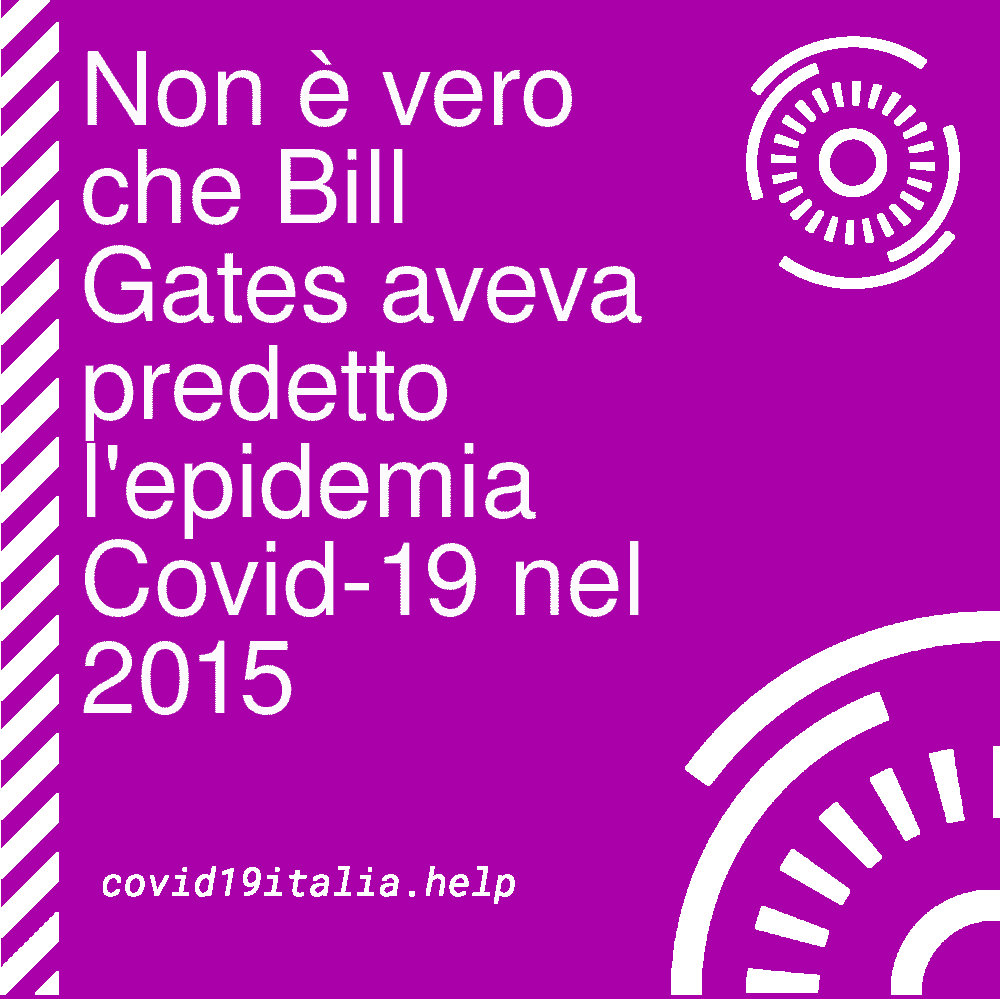 Non è vero
che Bill
Gates aveva
predetto
l'epidemia
Covid-19 nel
2015
covid19italia.help